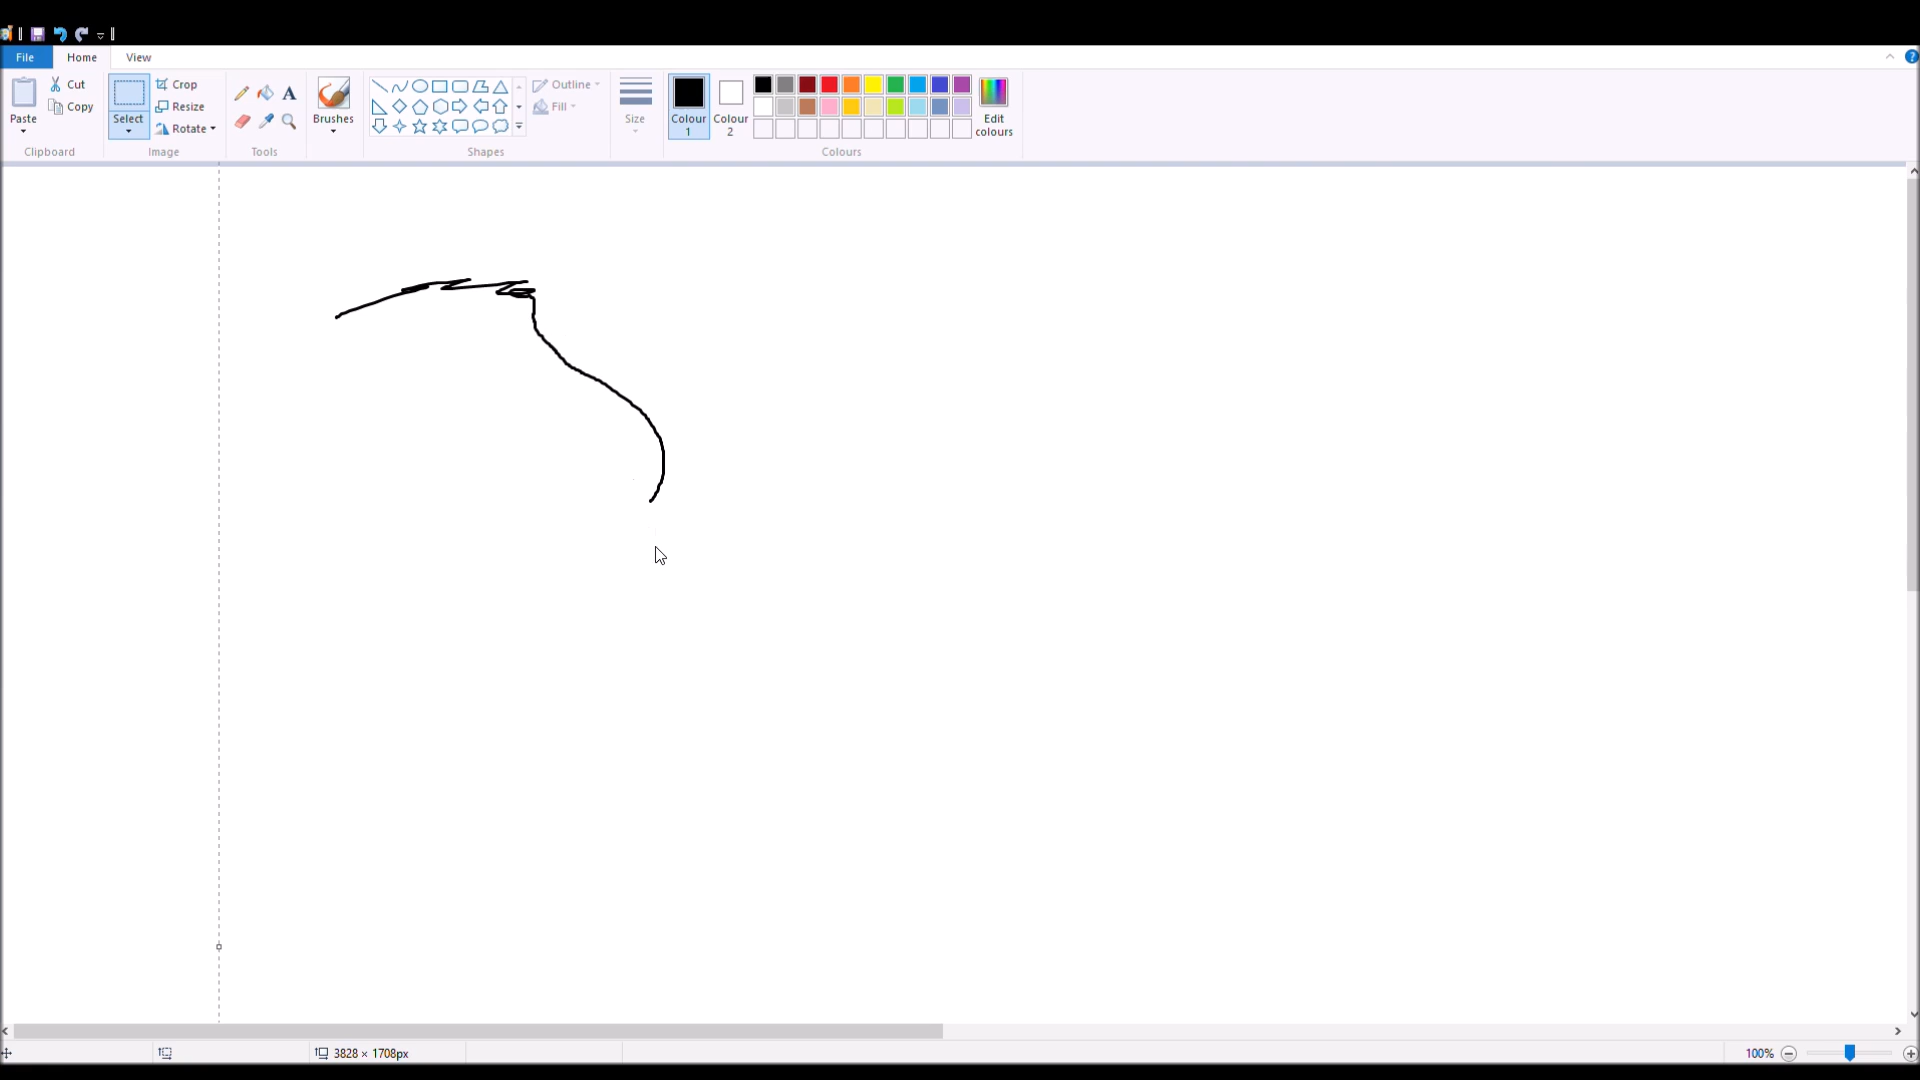 File Home View
Paste Cut Copy Clipboard
Select Crop Resize Rotate Image
A Tools
Brushes
Shapes Outline Fill
Size
Colour 1 Colour 2 Edit colours Colours
3828 × 1708px 100%